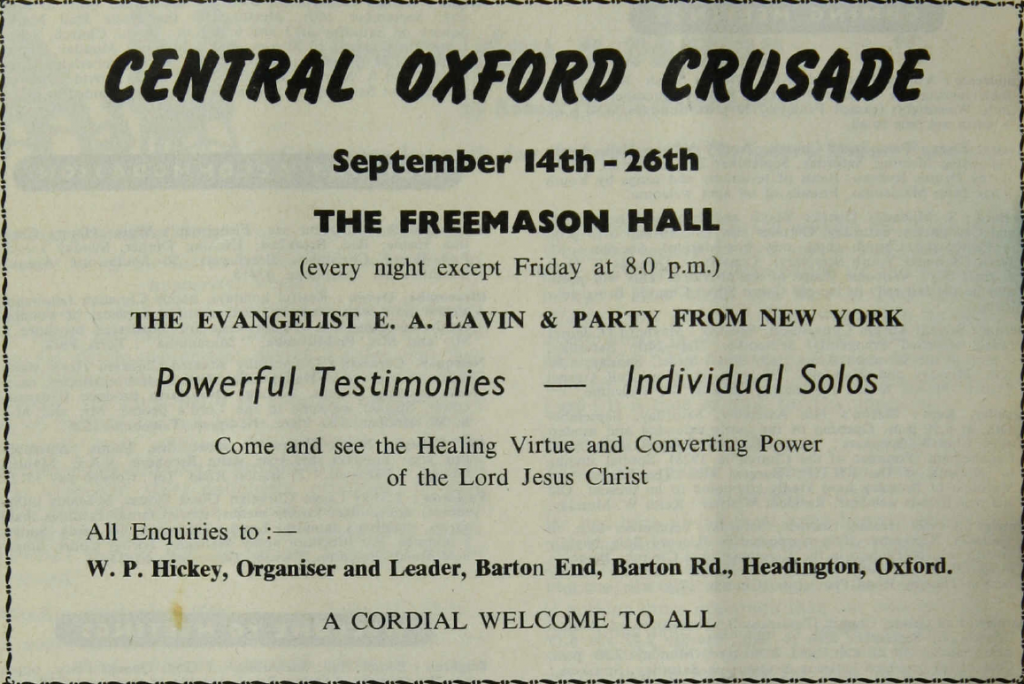 CENTRAL OXFORD CRUSADE
September 14th - 26th
THE FREEMASON HALL
(every night except Friday at 8.0 p.m.)
THE EVANGELIST E. A. LAVIN & PARTY FROM NEW YORK
Powerful Testimonies — Individual Solos
Come and see the Healing Virtue and Converting Power
of the Lord Jesus Christ
All Enquiries to :—
W. P. Hickey, Organiser and Leader, Barton End, Barton Rd., Headington, Oxford.
A CORDIAL WELCOME TO ALL